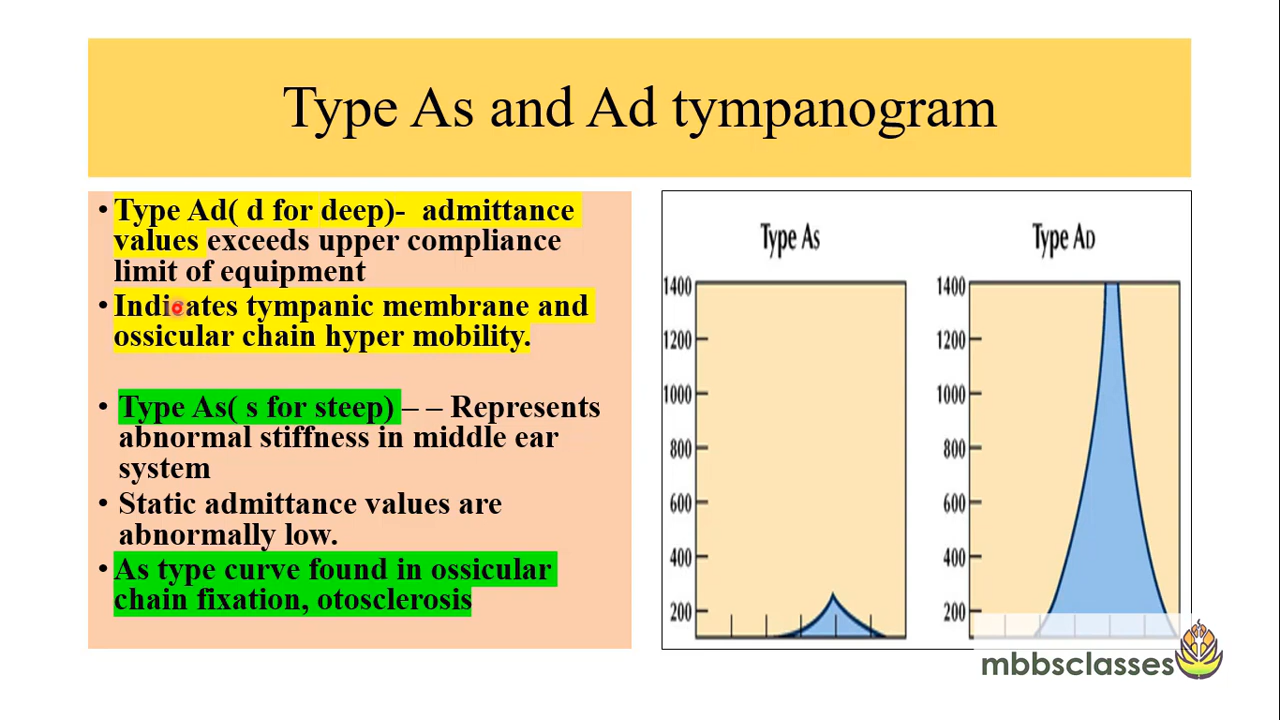 Type As and Ad tympanogram
• Type Ad( d for deep)- admittance
values exceeds upper compliance
limit of equipment
• Indicates tympanic membrane and
ossicular chain hyper mobility.
• Type As( s for steep) – – Represents
abnormal stiffness in middle ear
system
• Static admittance values are
abnormally low.
• As type curve found in ossicular
chain fixation, otosclerosis
Type As
1400
1200
1000
800
600
400
200
Type AD
1400
1200
1000
800
600
400
200
mbbsclasses